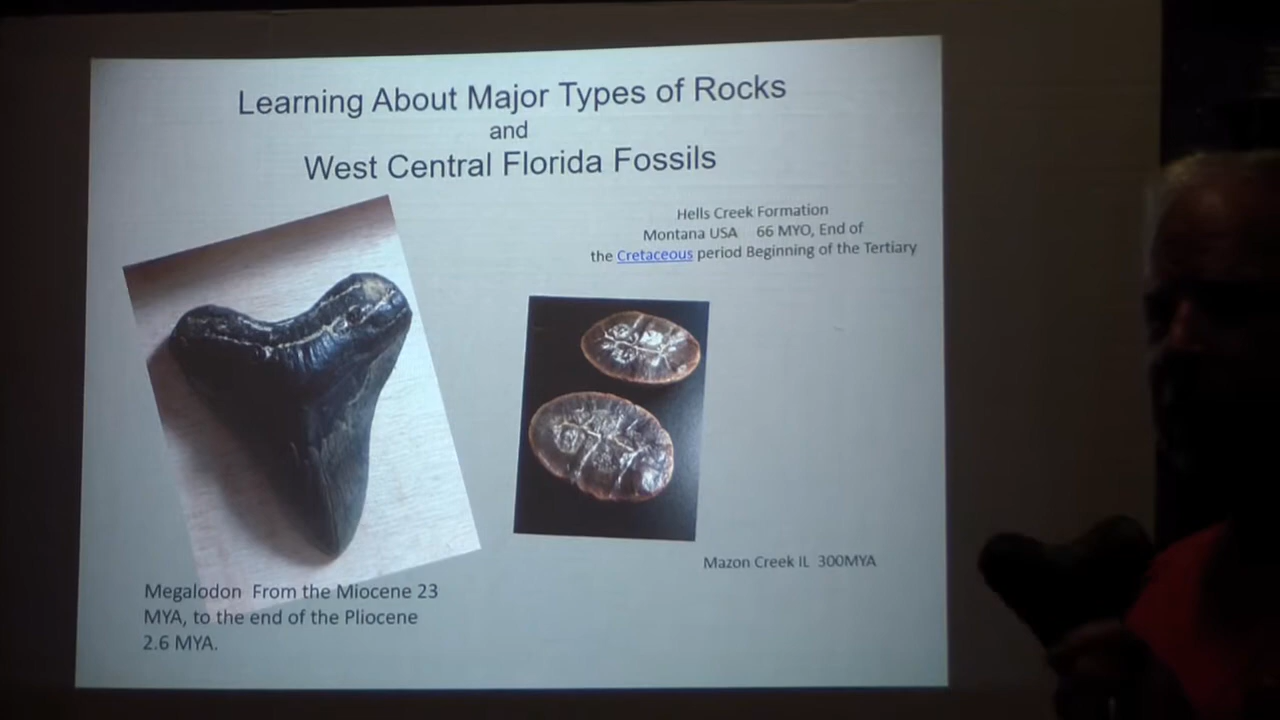 Learning About Major Types of Rocks
and
West Central Florida Fossils
Hells Creek Formation
Montana USA 66 MYO, End of
the Cretaceous period Beginning of the Tertiary
Mazon Creek IL 300MYA
Megalodon From the Miocene 23
MYA, to the end of the Pliocene
2.6 MYA.